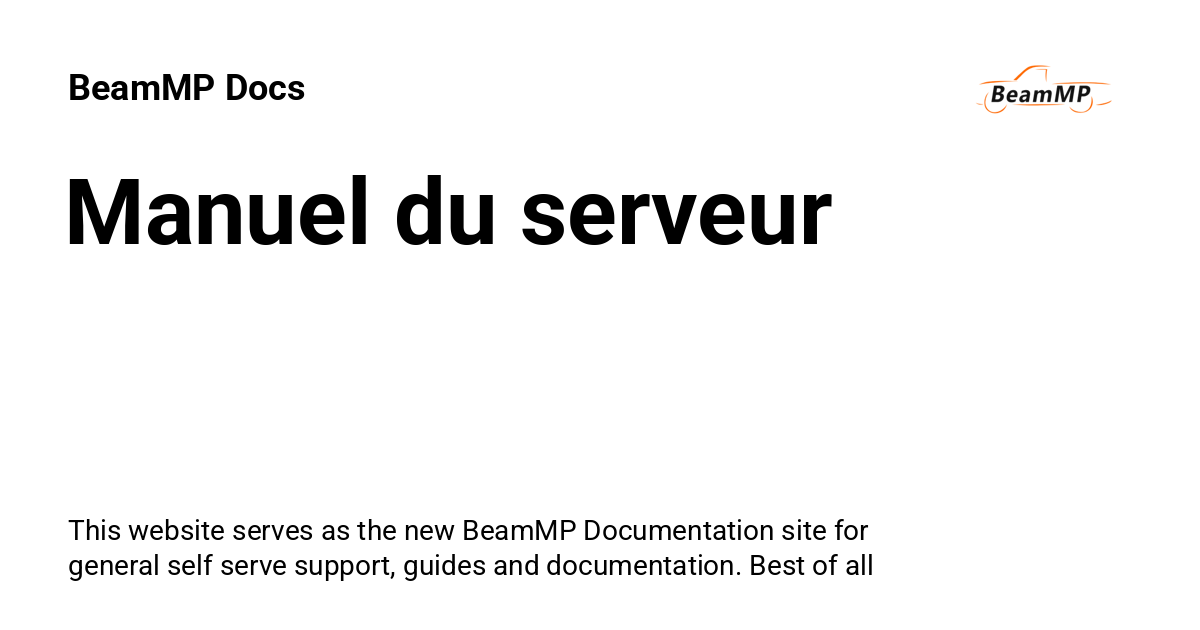 BeamMP Docs
BeamMP
Manuel du serveur
This website serves as the new BeamMP Documentation site for
general self serve support, guides and documentation. Best of all